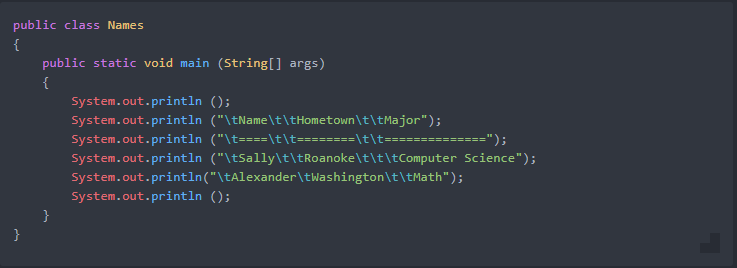 public class Names
{
    public static void main (String[] args)
    {
        System.out.println ();
        System.out.println ("\tName\t\tHometown\t\tMajor");
        System.out.println ("\t====\t\t========\t\t==============");
        System.out.println ("\tSally\t\tRoanoke\t\t\tComputer Science");
        System.out.println("\tAlexander\tWashington\t\tMath");
        System.out.println ();
    }
}